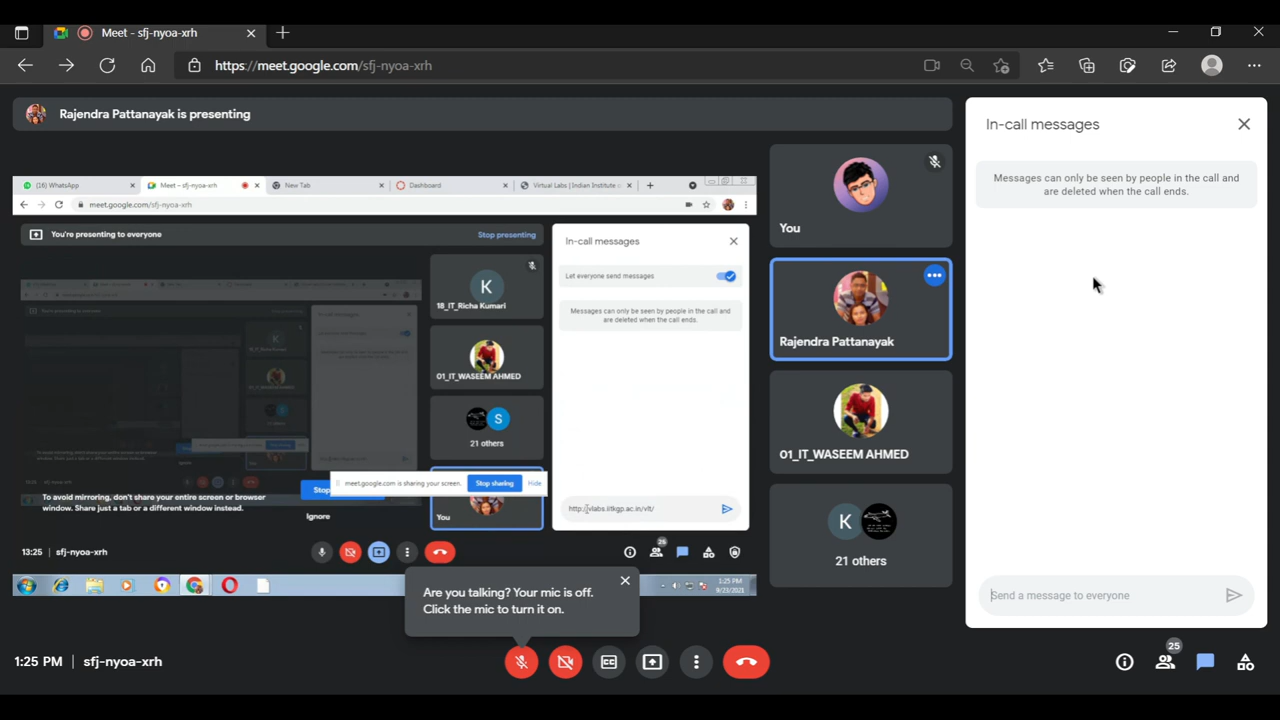 Meet - sfj-nyoa-xrh
https://meet.google.com/sfj-nyoa-xrh
Rajendra Pattanayak is presenting
(16) WhatsApp
Meet - sfj-nyoa-xrh
New Tab
Dashboard
Virtual Labs | Indian Institute
meet.google.com/sfj-nyoa-xrh
You're presenting to everyone
Stop presenting
In-call messages
Let everyone send messages
Messages can only be seen by people in the call and
are deleted when the call ends.
K
18_IT_Richa Kumari
01_IT_WASEEM AHMED
S
21 others
meet.google.com is sharing your screen.
Stop sharing
Hide
To avoid mirroring, don't share your entire screen or browser
window. Share just a tab or a different window instead.
Stop
Ignore
You
http://vlabs.iitkgp.ac.in/vlt/
13:25
sfj-nyoa-xrh
25
1:25 PM
9/23/2021
You
Rajendra Pattanayak
01_IT_WASEEM AHMED
K
21 others
In-call messages
Messages can only be seen by people in the call and
are deleted when the call ends.
Send a message to everyone
Are you talking? Your mic is off.
Click the mic to turn it on.
1:25 PM
sfj-nyoa-xrh
CC
25